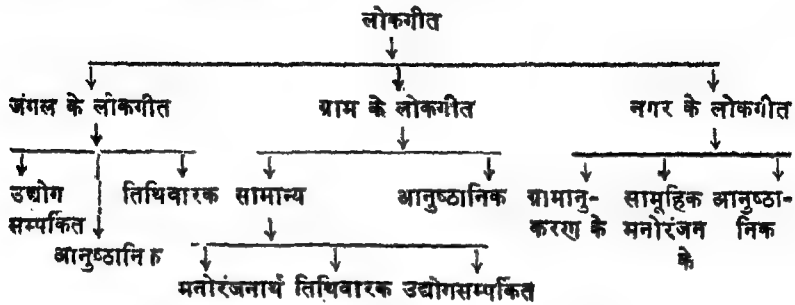 लोकगीत
जंगल के लोकगीत ग्राम के लोकगीत नगर के लोकगीत
उद्योग तिथिवारक सामान्य आनुष्ठानिक ग्रामानु- सामूहिक आनुष्ठा-
सम्पर्कित करण के मनोरंजन निक
आनुष्ठानिक के
मनोरंजनार्थ तिथिवारक उद्योगसम्पर्कित